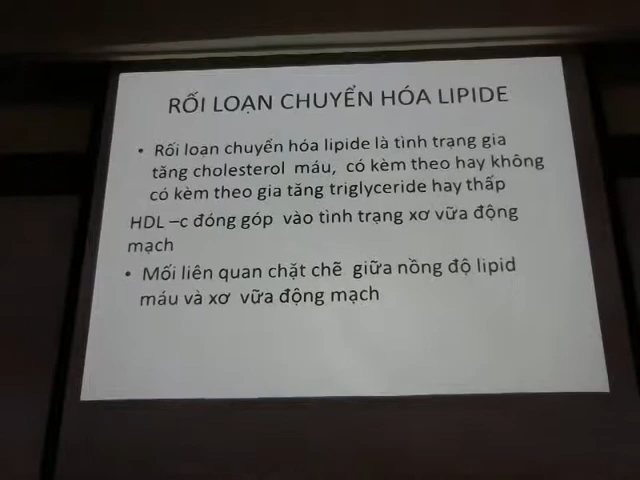 RỐI LOẠN CHUYỂN HÓA LIPIDE
• Rối loạn chuyển hóa lipide là tình trạng gia
tăng cholesterol máu, có kèm theo hay không
có kèm theo gia tăng triglyceride hay thấp
HDL –c đóng góp vào tình trạng xơ vữa động
mạch
• Mối liên quan chặt chẽ giữa nồng độ lipid
máu và xơ vữa động mạch